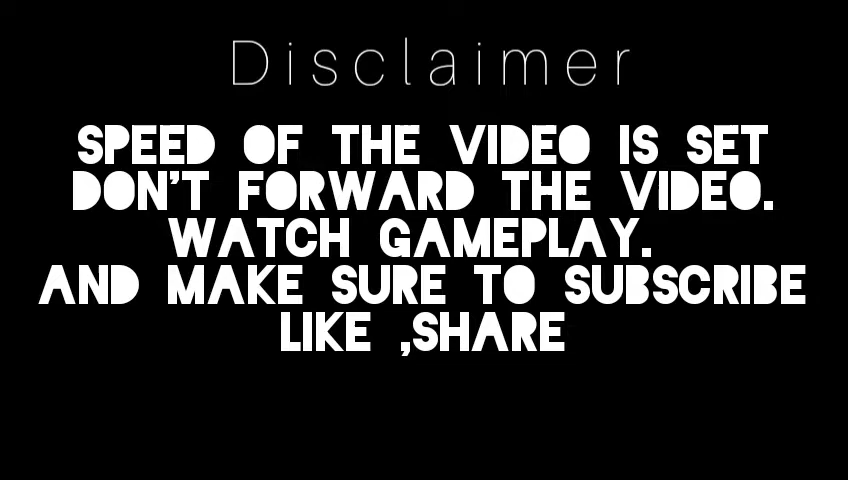 Disclaimer
SPEED OF THE VIDEO IS SET
DON'T FORWARD THE VIDEO.
WATCH GAMEPLAY.
AND MAKE SURE TO SUBSCRIBE
LIKE ,SHARE